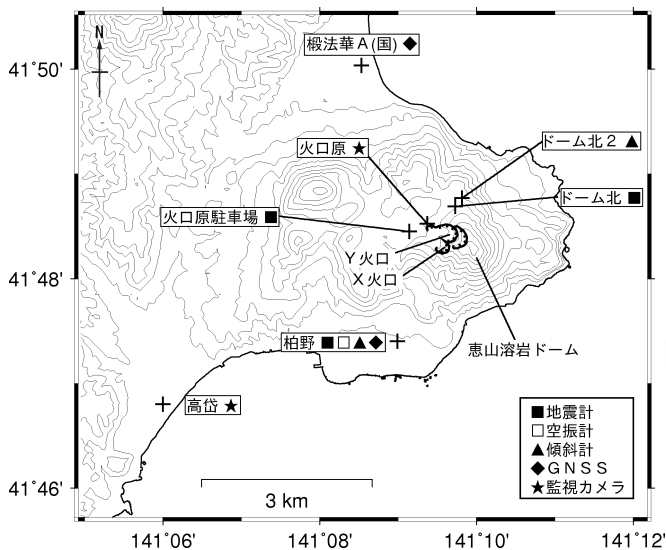 N
椴法華A(国) ◆
41°50'
ドーム北2 ▲
火口原 ★
ドーム北 ■
火口原駐車場 ■
Y火口
X火口
41°48'
柏野 ■□▲◆
恵山溶岩ドーム
高岱 ★
■地震計
□空振計
▲傾斜計
◆GNSS
★監視カメラ
41°46'
3 km
141°06'
141°08'
141°10'
141°12'